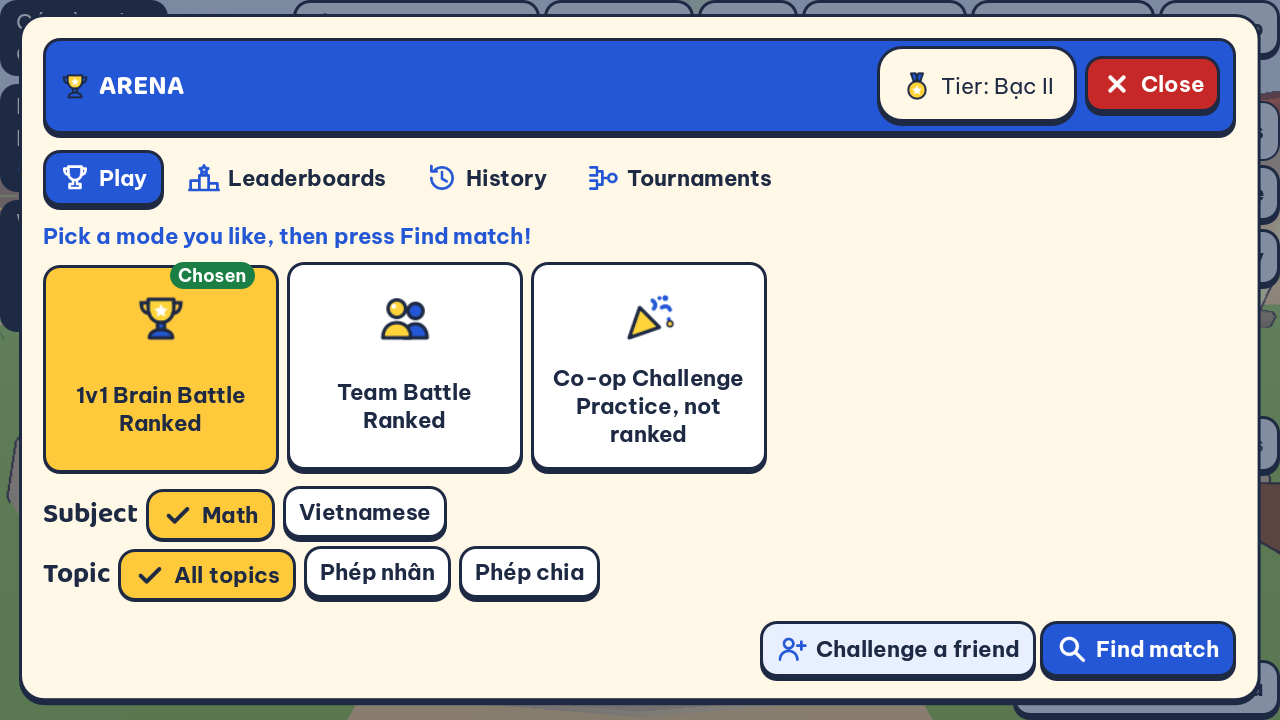 ARENA
Tier: Bạc II
Close
Play
Leaderboards
History
Tournaments
Pick a mode you like, then press Find match!
Chosen
1v1 Brain Battle
Ranked
Team Battle
Ranked
Co-op Challenge
Practice, not
ranked
Subject
Math
Vietnamese
Topic
All topics
Phép nhân
Phép chia
Challenge a friend
Find match